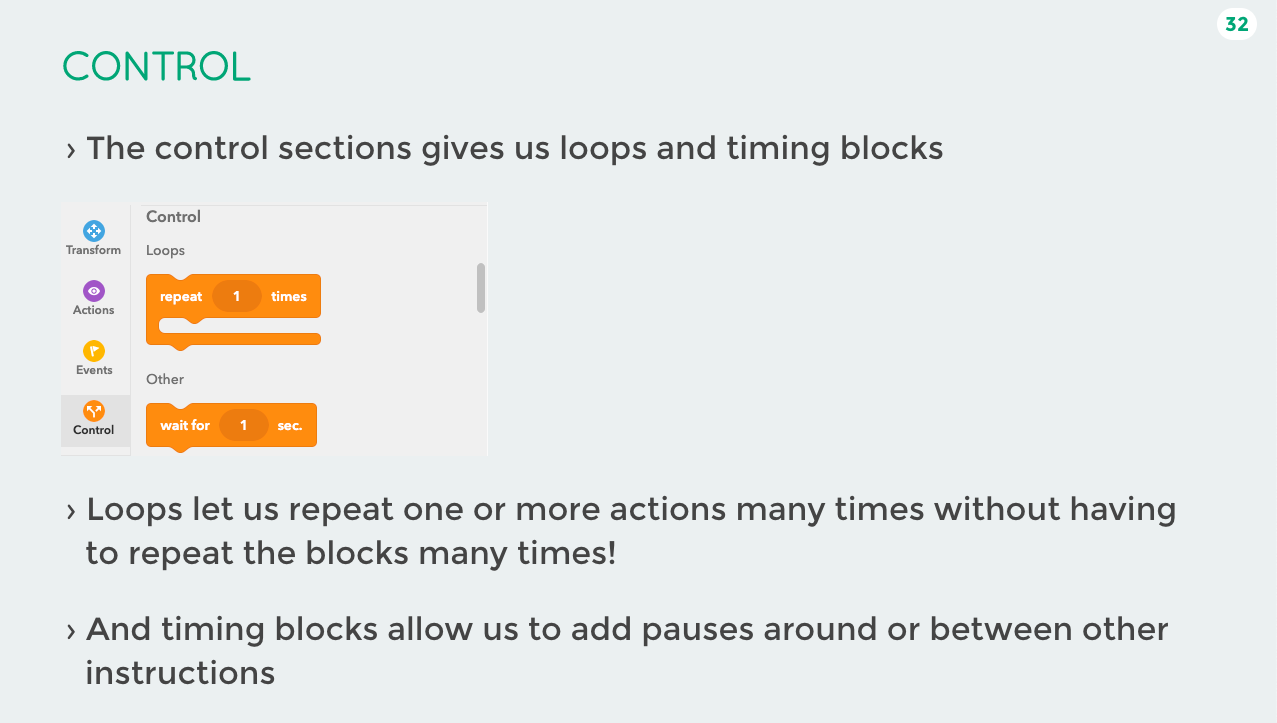 32
CONTROL
› The control sections gives us loops and timing blocks
Control
Transform
Loops
repeat 1 times
Actions
Events
Other
wait for 1 sec.
Control
› Loops let us repeat one or more actions many times without having
to repeat the blocks many times!
› And timing blocks allow us to add pauses around or between other
instructions